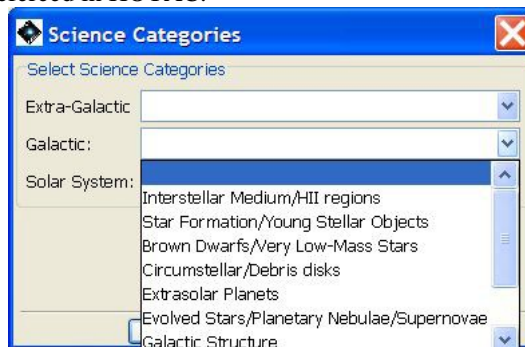 Science Categories
Select Science Categories
Extra-Galactic
Galactic:
Solar System:
Interstellar Medium/HII regions
Star Formation/Young Stellar Objects
Brown Dwarfs/Very Low-Mass Stars
Circumstellar/Debris disks
Extrasolar Planets
Evolved Stars/Planetary Nebulae/Supernovae
Galactic Structure